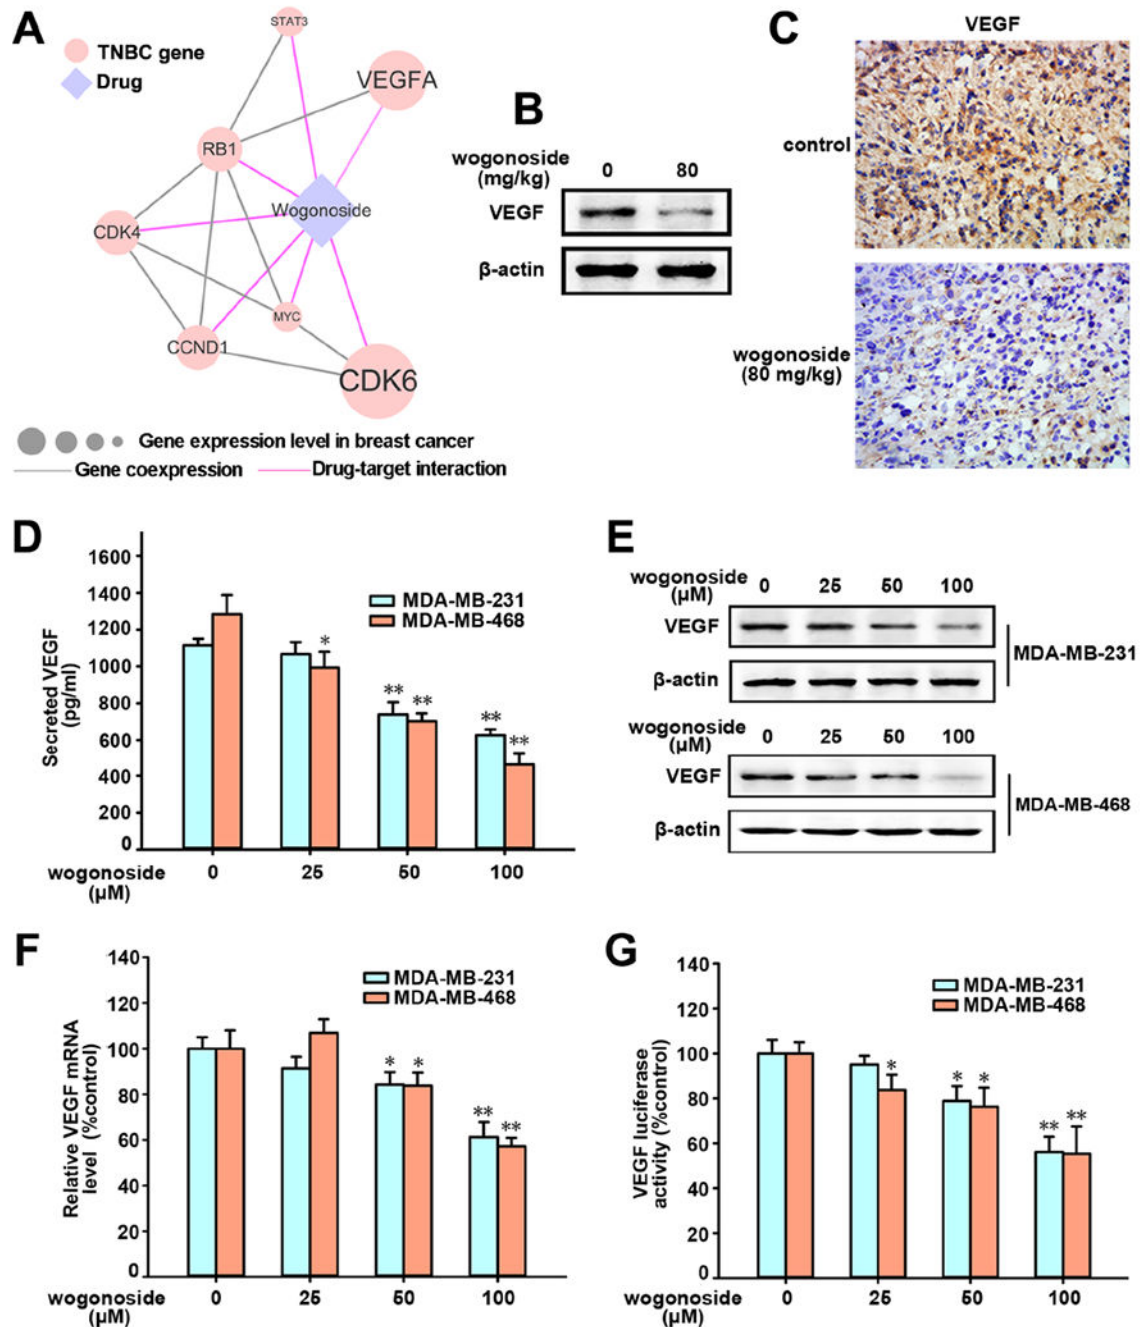 A
TNBC gene
Drug
STAT3
VEGFA
RB1
Wogonoside
CDK4
MYC
CCND1
CDK6
Gene expression level in breast cancer
Gene coexpression
Drug-target interaction
B
wogonoside
(mg/kg)
0 80
VEGF
β-actin
C
VEGF
control
wogonoside
(80 mg/kg)
D
Secreted VEGF
(pg/ml)
1600
1400
1200
1000
800
600
400
200
0
MDA-MB-231
MDA-MB-468
*
** **
** **
wogonoside
(μM)
0 25 50 100
E
wogonoside
(μM)
0 25 50 100
VEGF
β-actin
MDA-MB-231
wogonoside
(μM)
0 25 50 100
VEGF
β-actin
MDA-MB-468
F
Relative VEGF mRNA
level (%control)
140
120
100
80
60
40
20
0
MDA-MB-231
MDA-MB-468
* *
** **
wogonoside
(μM)
0 25 50 100
G
VEGF luciferase
activity (%control)
140
120
100
80
60
40
20
0
MDA-MB-231
MDA-MB-468
*
* *
** **
wogonoside
(μM)
0 25 50 100